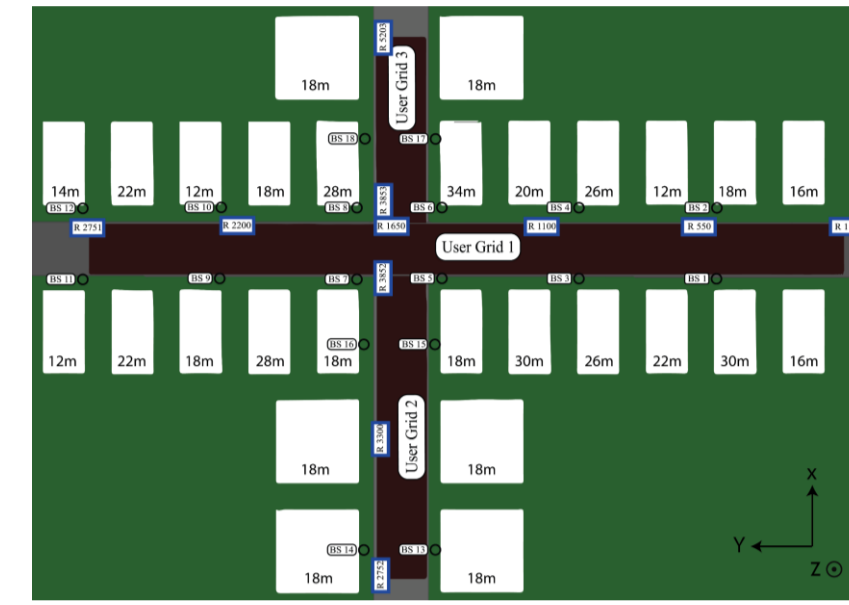 R 5203
User Grid 3
18m
18m
BS 18
BS 17
14m
22m
12m
18m
28m
34m
20m
26m
12m
18m
16m
BS 12
BS 10
BS 8
R 3853
BS 6
BS 4
BS 2
R 2751
R 2200
R 1650
R 1100
R 550
R 1
User Grid 1
BS 11
BS 9
BS 7
R 3852
BS 5
BS 3
BS 1
BS 16
BS 15
12m
22m
18m
28m
18m
18m
30m
26m
22m
30m
16m
User Grid 2
R 3300
18m
18m
X
Y
Z
BS 14
BS 13
R 2752
18m
18m